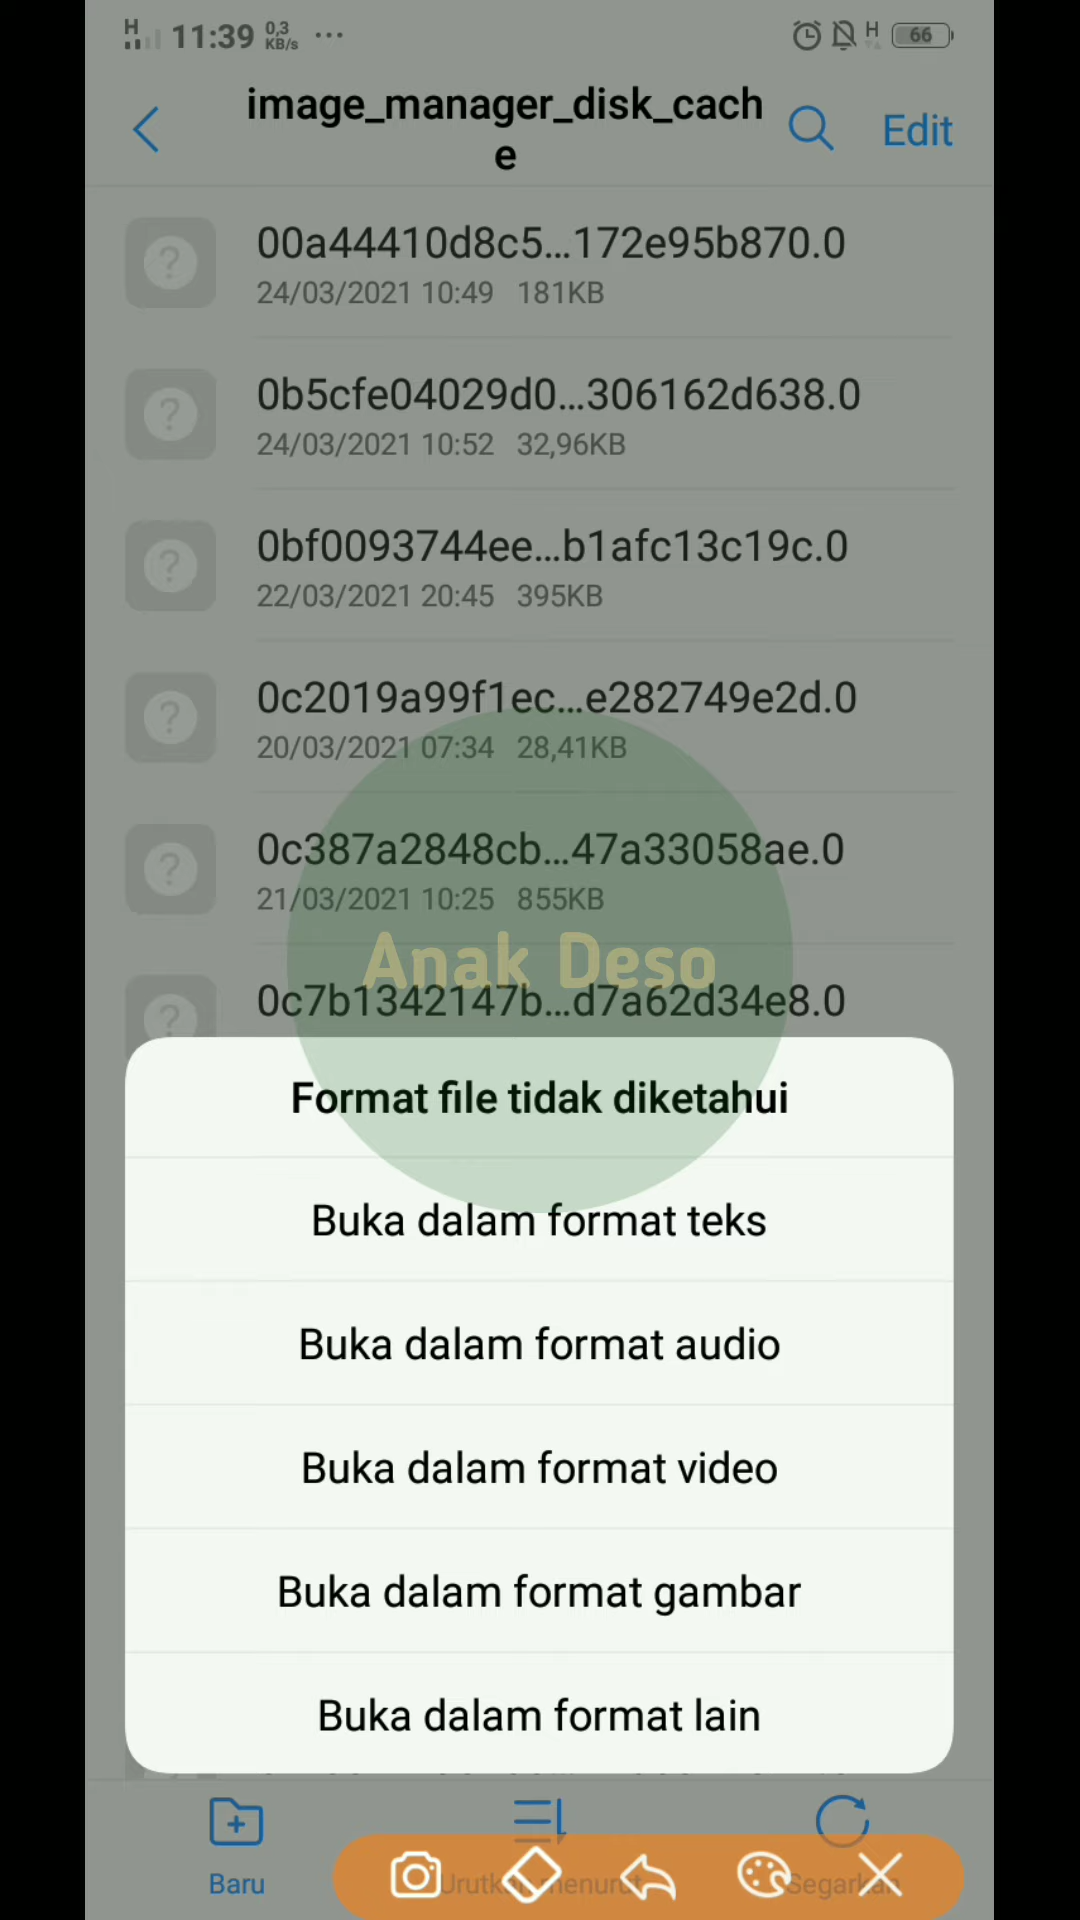 H 11:39 0,3 KB/s ... H 66
image_manager_disk_cach
e
Edit
00a44410d8c5...172e95b870.0
24/03/2021 10:49 181KB
0b5cfe04029d0...306162d638.0
24/03/2021 10:52 32,96KB
0bf0093744ee...b1afc13c19c.0
22/03/2021 20:45 395KB
0c2019a99f1ec...e282749e2d.0
20/03/2021 07:34 28,41KB
0c387a2848cb...47a33058ae.0
21/03/2021 10:25 855KB
Anak Deso
0c7b1342147b...d7a62d34e8.0
Format file tidak diketahui
Buka dalam format teks
Buka dalam format audio
Buka dalam format video
Buka dalam format gambar
Buka dalam format lain
Baru Urutkan menurut Segarkan